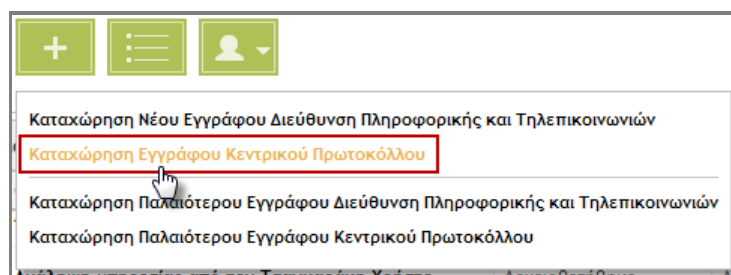 Καταχώρηση Νέου Εγγράφου Διεύθυνση Πληροφορικής και Τηλεπικοινωνιών
Καταχώρηση Εγγράφου Κεντρικού Πρωτοκόλλου
Καταχώρηση Παλαιότερου Εγγράφου Διεύθυνση Πληροφορικής και Τηλεπικοινωνιών
Καταχώρηση Παλαιότερου Εγγράφου Κεντρικού Πρωτοκόλλου